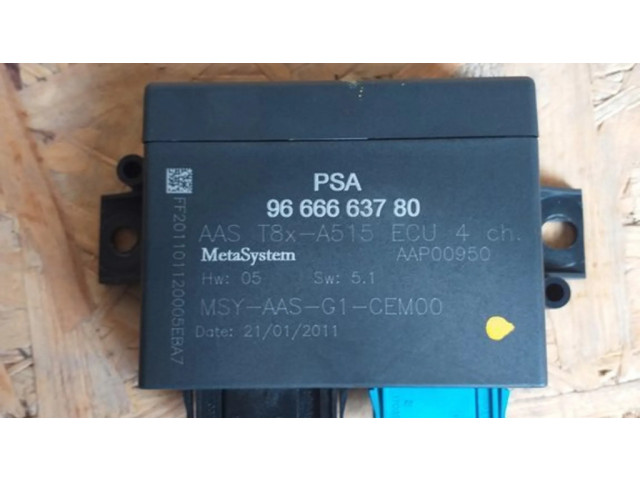 PSA
96 666 637 80
AAS T8x-A515 ECU 4 ch.
MetaSystem AAP00950
Hw: 05 Sw: 5.1
MSY-AAS-G1-CEM00
Date: 21/01/2011
FF201101120005EBA7